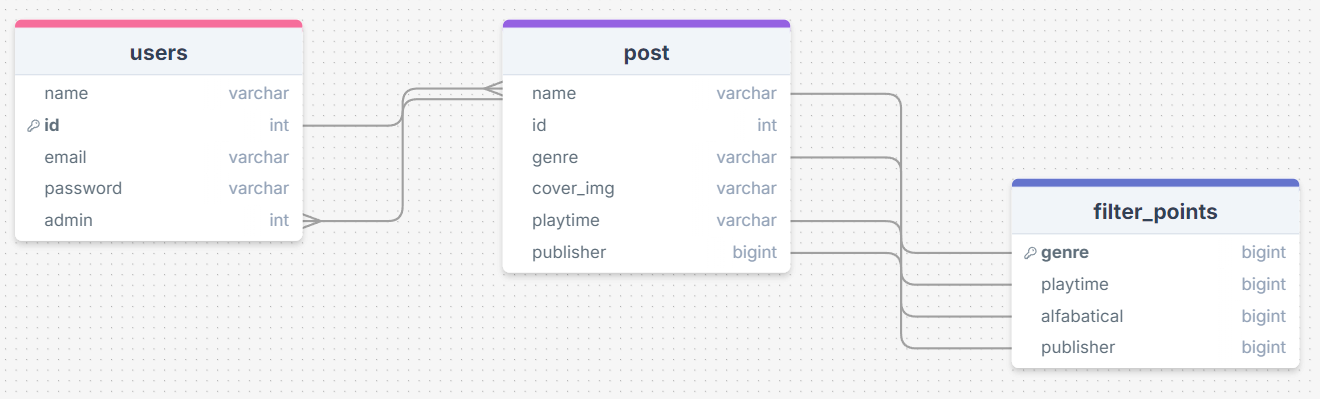 users
name varchar
id int
email varchar
password varchar
admin int
post
name varchar
id int
genre varchar
cover_img varchar
playtime varchar
publisher bigint
filter_points
genre bigint
playtime bigint
alfabatical bigint
publisher bigint